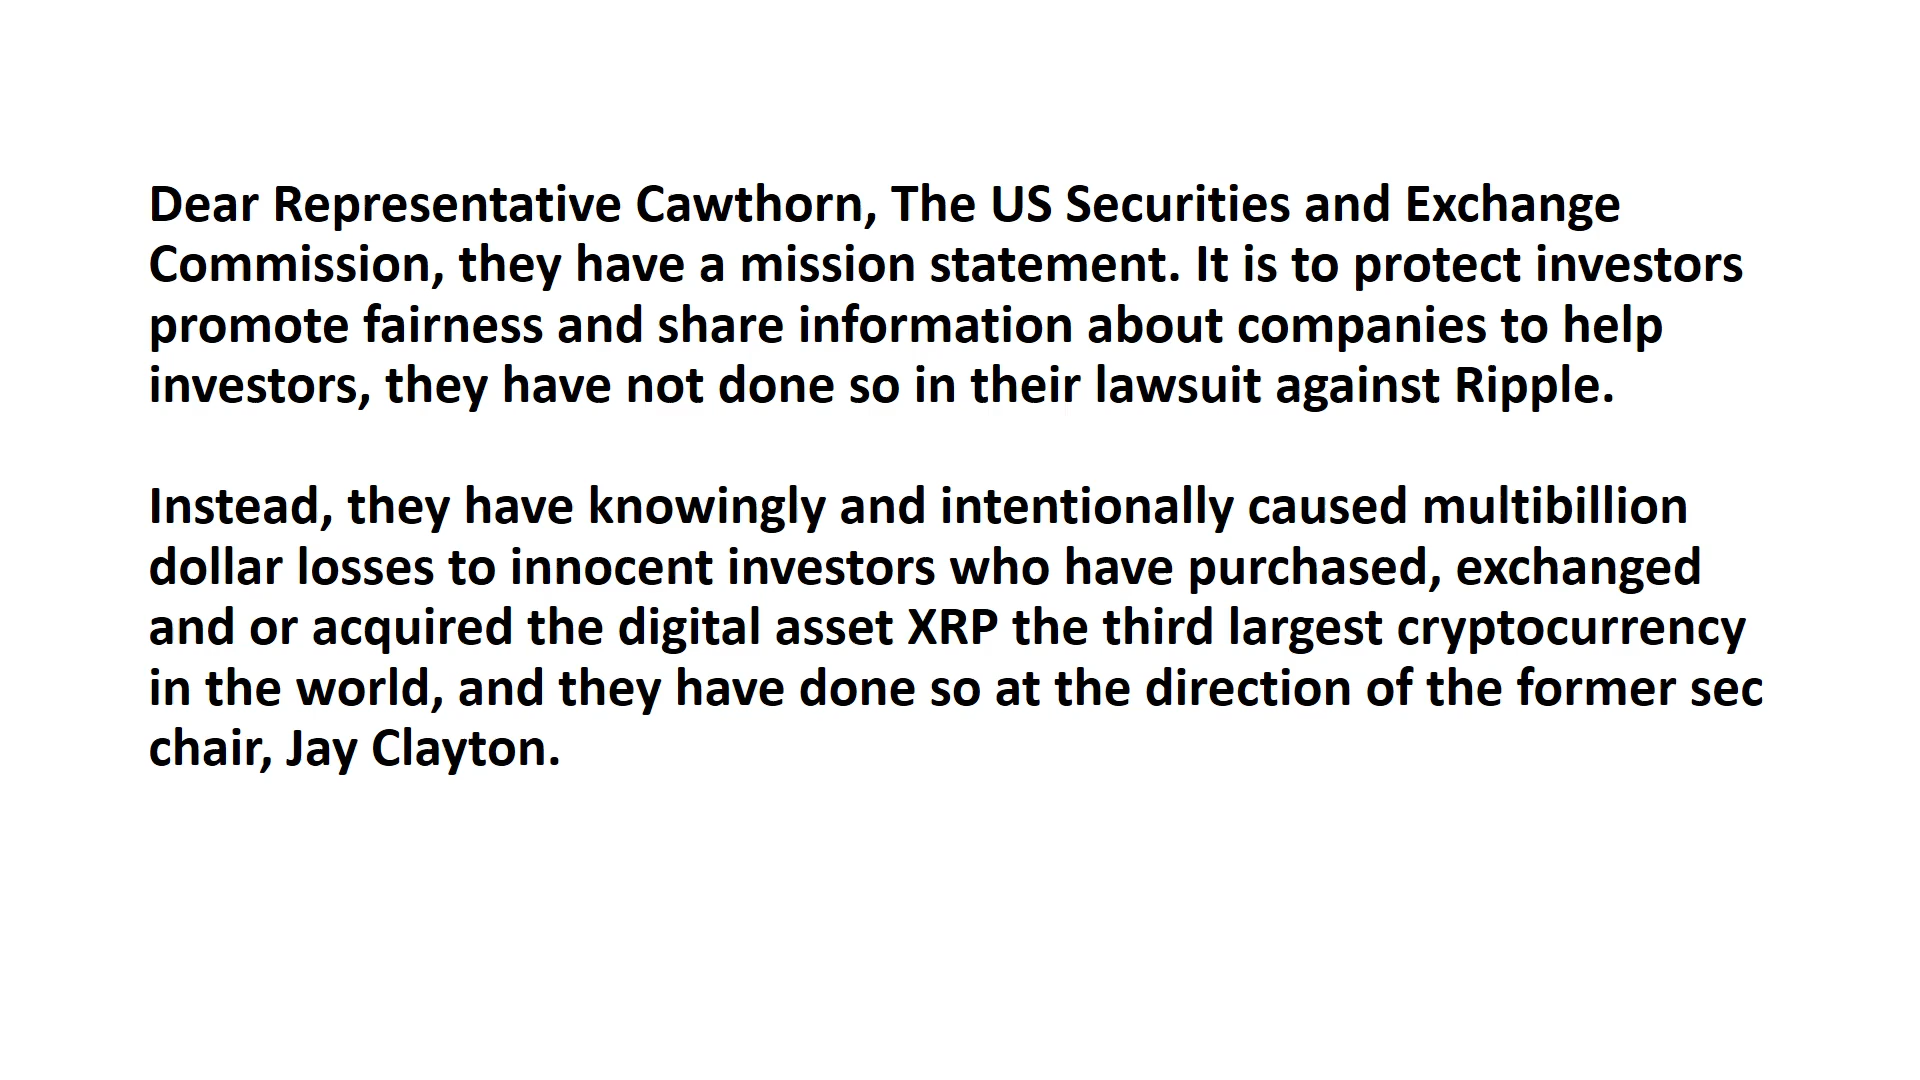 Dear Representative Cawthorn, The US Securities and Exchange
Commission, they have a mission statement. It is to protect investors
promote fairness and share information about companies to help
investors, they have not done so in their lawsuit against Ripple.
Instead, they have knowingly and intentionally caused multibillion
dollar losses to innocent investors who have purchased, exchanged
and or acquired the digital asset XRP the third largest cryptocurrency
in the world, and they have done so at the direction of the former sec
chair, Jay Clayton.